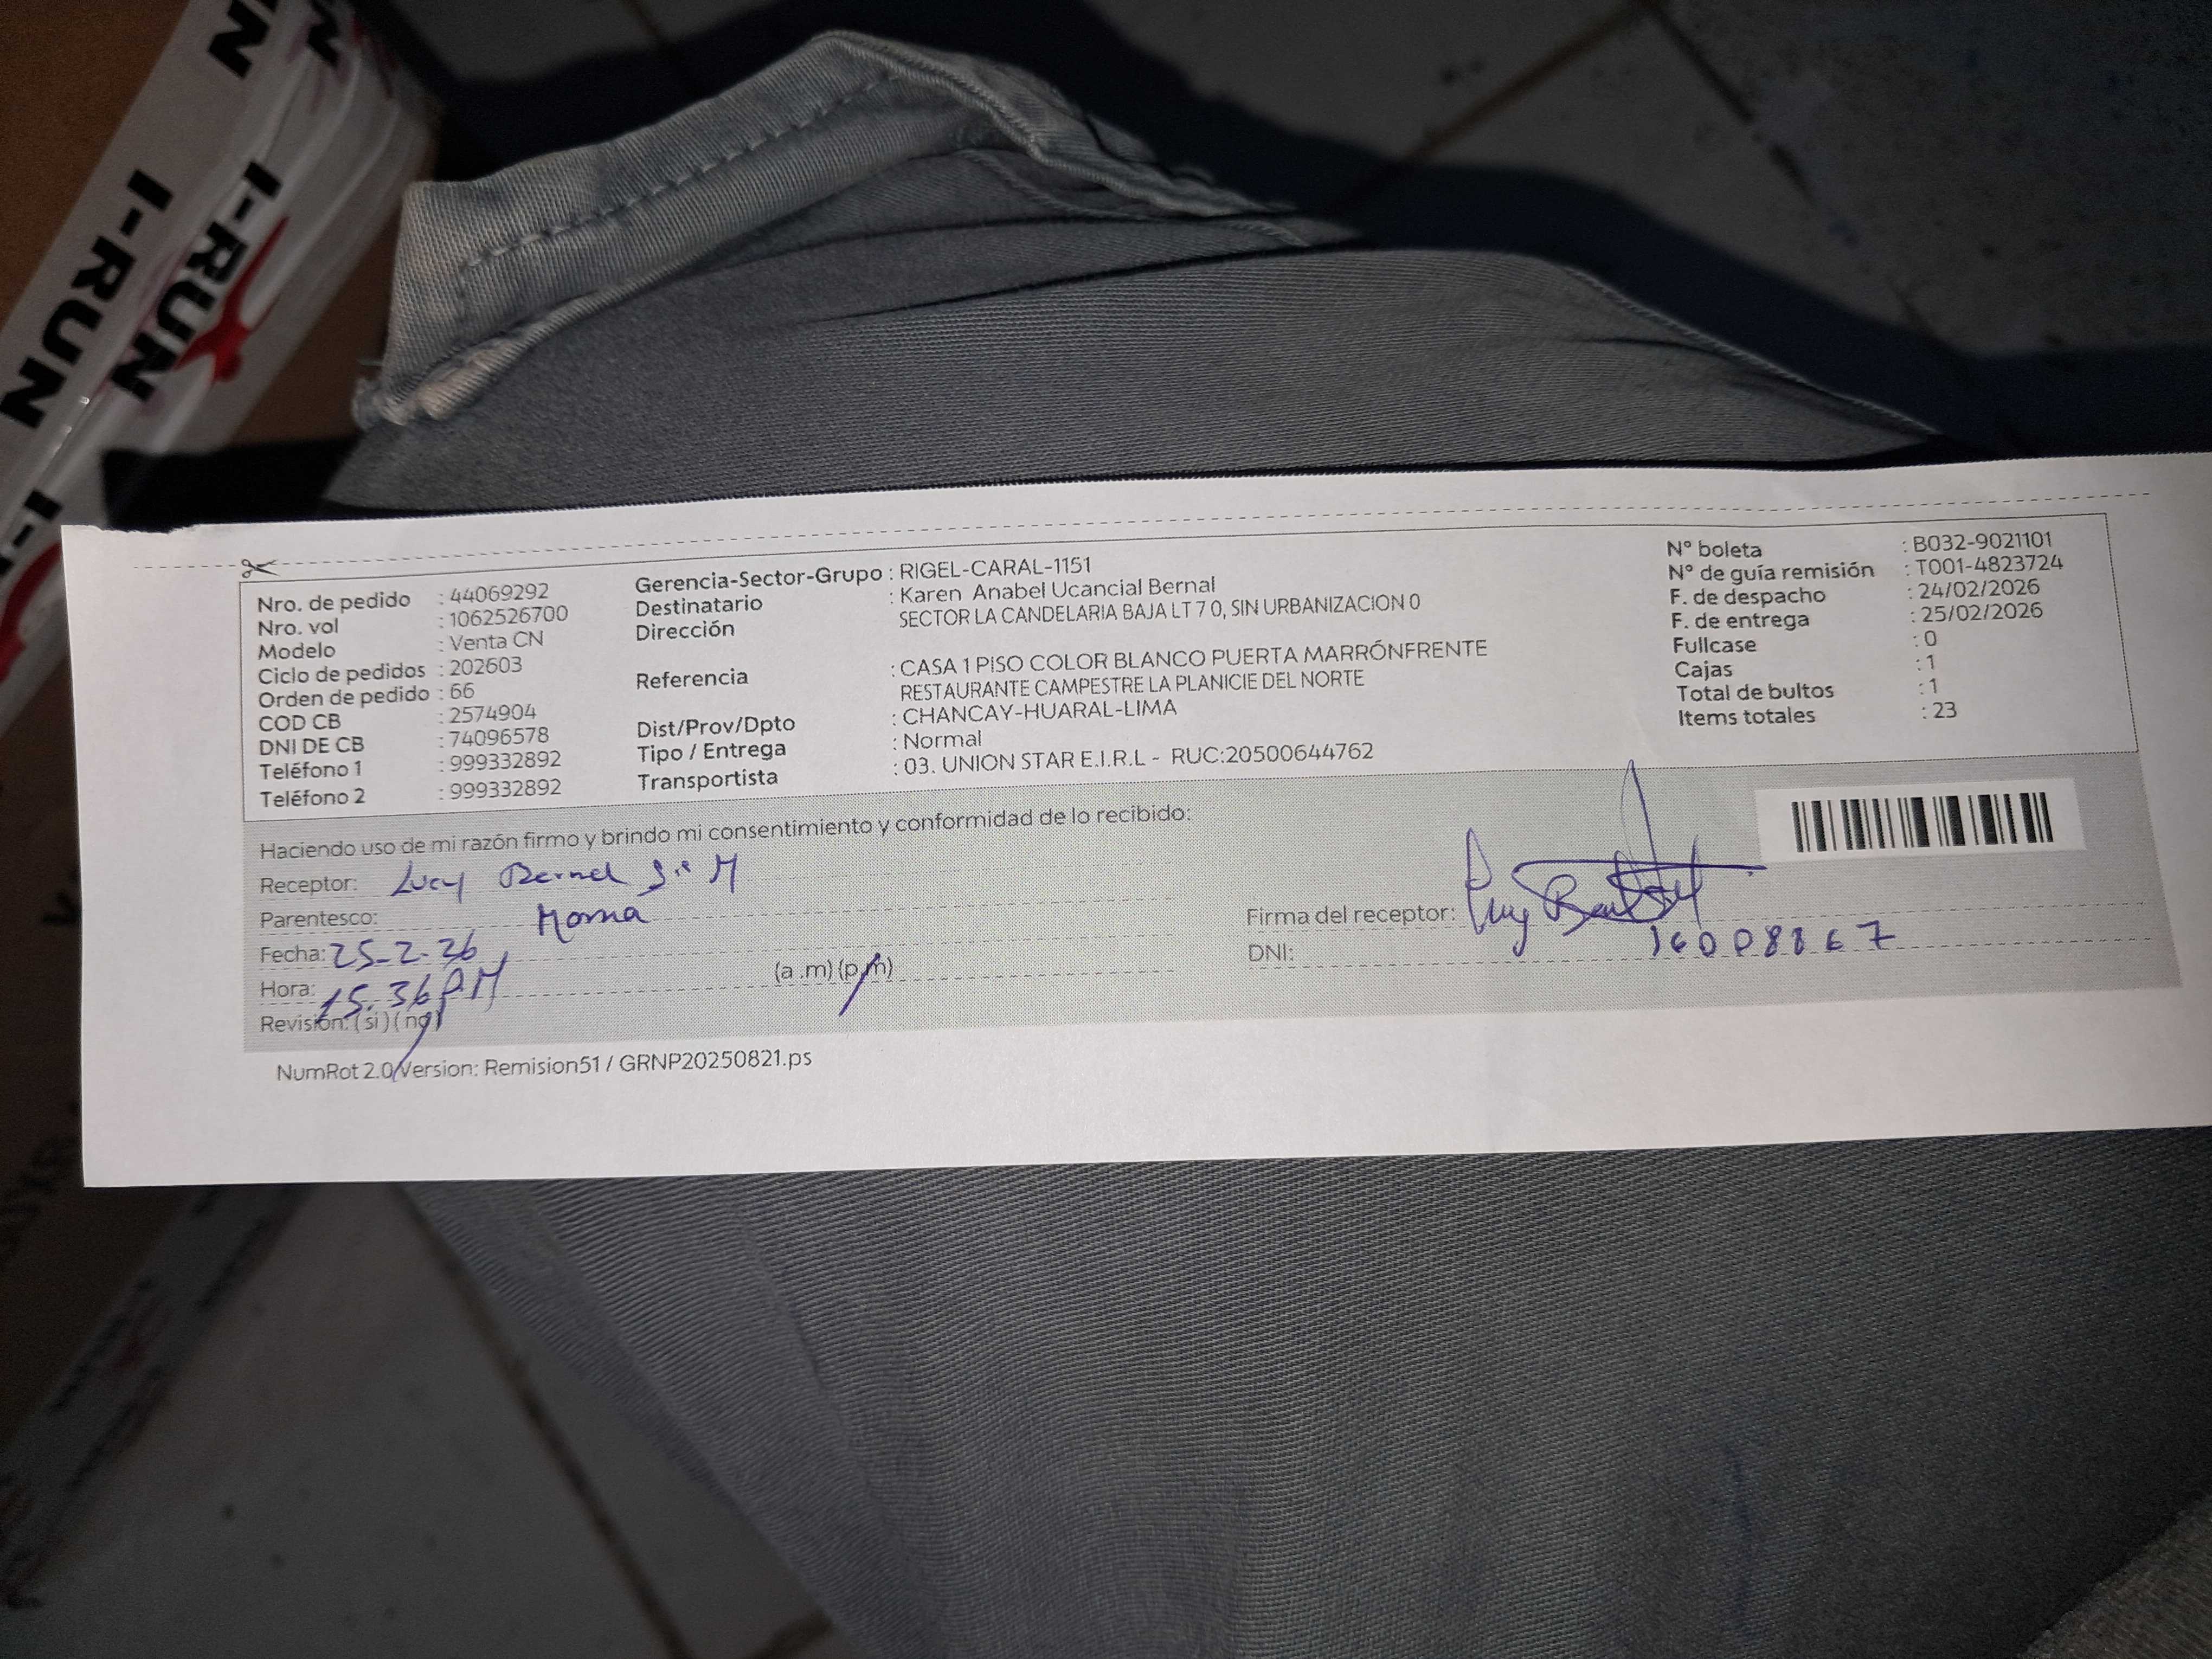 I-RUN
I-RUN
Nro. de pedido : 44069292
Nro. vol : 1062526700
Modelo : Venta CN
Ciclo de pedidos : 202603
Orden de pedido : 66
COD CB : 2574904
DNI DE CB : 74096578
Teléfono 1 : 999332892
Teléfono 2 : 999332892
Gerencia-Sector-Grupo : RIGEL-CARAL-1151
Destinatario : Karen Anabel Ucancial Bernal
Dirección SECTOR LA CANDELARIA BAJA LT 7 0, SIN URBANIZACION 0
Referencia : CASA 1 PISO COLOR BLANCO PUERTA MARRÓNFRENTE
RESTAURANTE CAMPESTRE LA PLANICIE DEL NORTE
Dist/Prov/Dpto : CHANCAY-HUARAL-LIMA
Tipo / Entrega : Normal
Transportista : 03. UNION STAR E.I.R.L - RUC:20500644762
N° boleta : B032-9021101
N° de guía remisión : T001-4823724
F. de despacho : 24/02/2026
F. de entrega : 25/02/2026
Fullcase : 0
Cajas : 1
Total de bultos : 1
Items totales : 23
Haciendo uso de mi razón firmo y brindo mi consentimiento y conformidad de lo recibido:
Receptor: Lucy Bernal
Parentesco: Mama
Fecha: 25-2-26
Hora: 15.36 PM (a .m) (p.m)
Revisión: (si) (no)
Firma del receptor:
DNI: 16008867
NumRot 2.0/Version: Remision51 / GRNP20250821.ps